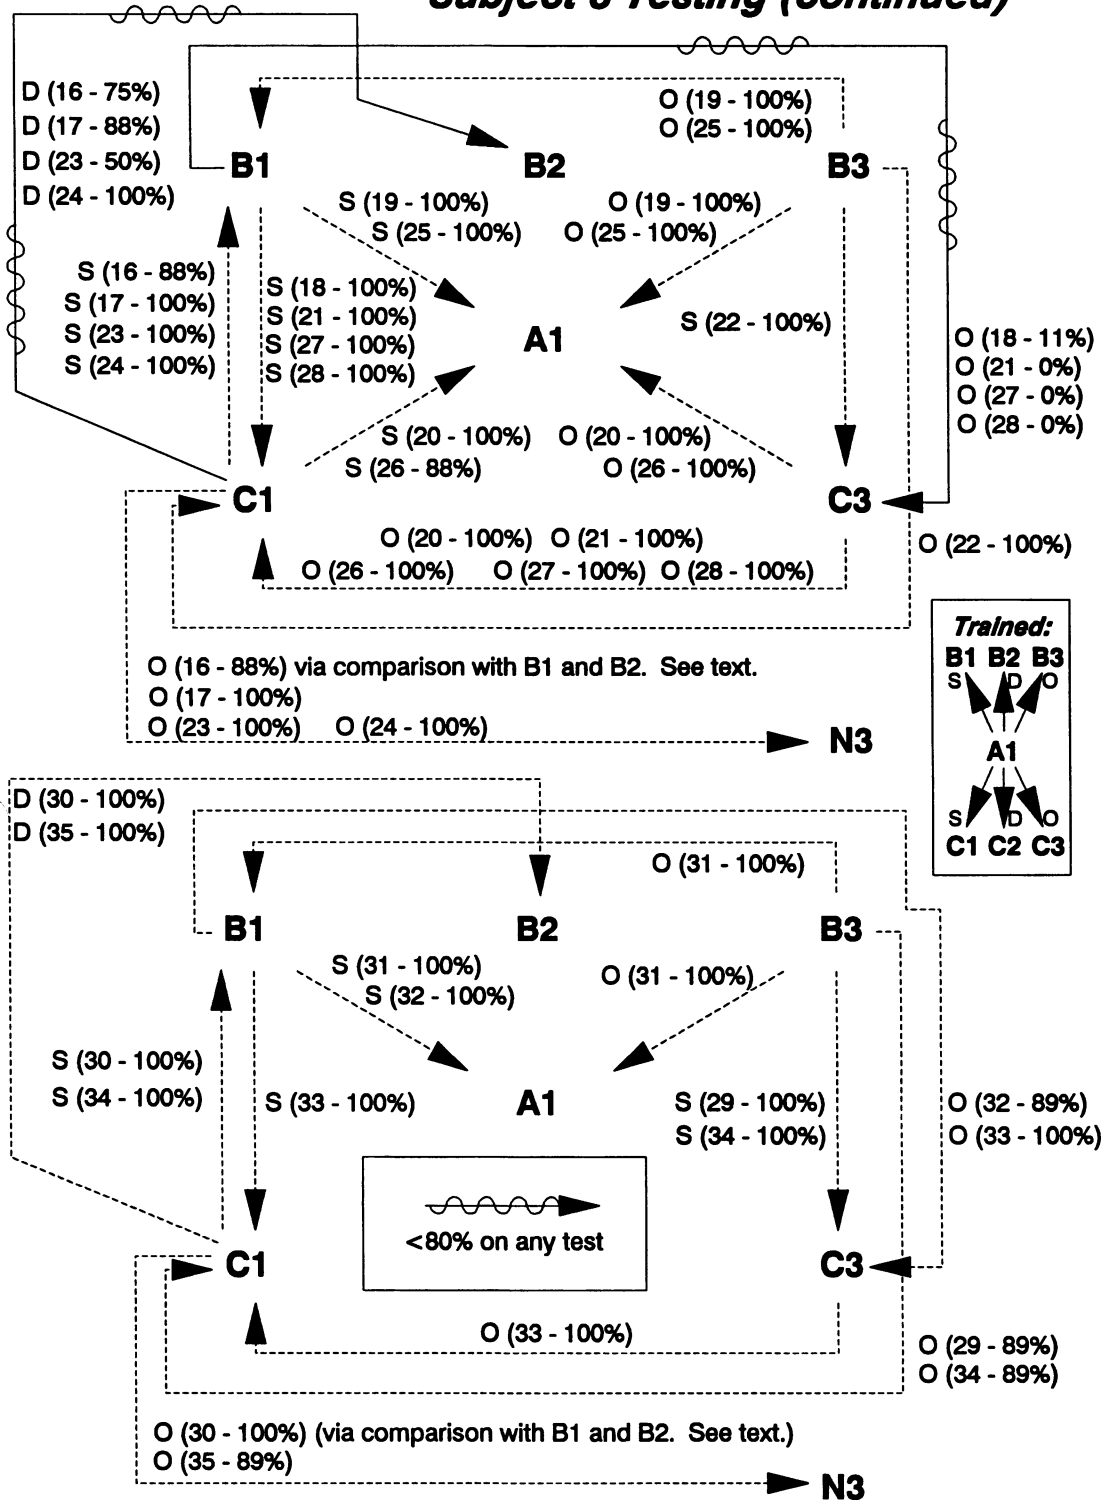 Subject 6 Testing (continued)
D (16 - 75%)
D (17 - 88%)
D (23 - 50%)
D (24 - 100%)
O (19 - 100%)
O (25 - 100%)
B1
B2
B3
S (19 - 100%)
S (25 - 100%)
O (19 - 100%)
O (25 - 100%)
S (16 - 88%)
S (17 - 100%)
S (23 - 100%)
S (24 - 100%)
S (18 - 100%)
S (21 - 100%)
S (27 - 100%)
S (28 - 100%)
A1
S (22 - 100%)
O (18 - 11%)
O (21 - 0%)
O (27 - 0%)
O (28 - 0%)
S (20 - 100%)
S (26 - 88%)
O (20 - 100%)
O (26 - 100%)
C1
C3
O (20 - 100%) O (21 - 100%)
O (26 - 100%) O (27 - 100%) O (28 - 100%)
O (22 - 100%)
O (16 - 88%) via comparison with B1 and B2. See text.
O (17 - 100%)
O (23 - 100%) O (24 - 100%)
N3
Trained:
B1 B2 B3
S D O
A1
S D O
C1 C2 C3
D (30 - 100%)
D (35 - 100%)
O (31 - 100%)
B1
B2
B3
S (31 - 100%)
S (32 - 100%)
O (31 - 100%)
S (30 - 100%)
S (34 - 100%)
S (33 - 100%)
A1
S (29 - 100%)
S (34 - 100%)
O (32 - 89%)
O (33 - 100%)
<80% on any test
C1
C3
O (33 - 100%)
O (29 - 89%)
O (34 - 89%)
O (30 - 100%) (via comparison with B1 and B2. See text.)
O (35 - 89%)
N3